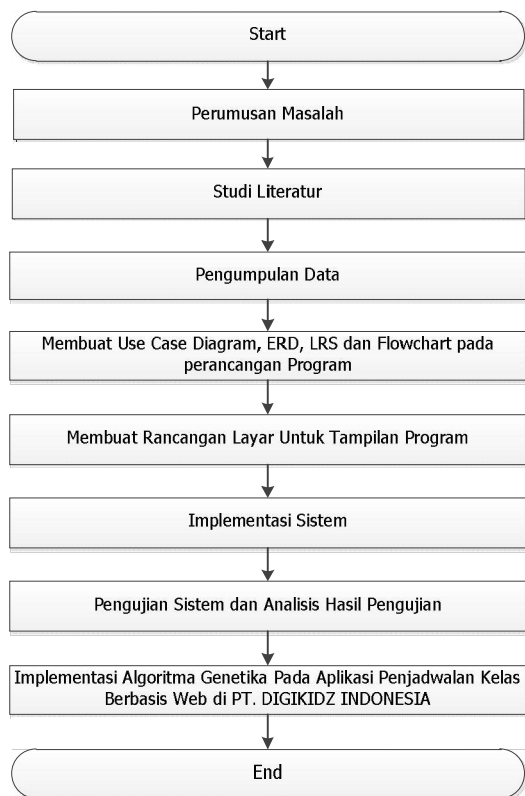 Start
Perumusan Masalah
Studi Literatur
Pengumpulan Data
Membuat Use Case Diagram, ERD, LRS dan Flowchart pada
perancangan Program
Membuat Rancangan Layar Untuk Tampilan Program
Implementasi Sistem
Pengujian Sistem dan Analisis Hasil Pengujian
Implementasi Algoritma Genetika Pada Aplikasi Penjadwalan Kelas
Berbasis Web di PT. DIGIKIDZ INDONESIA
End